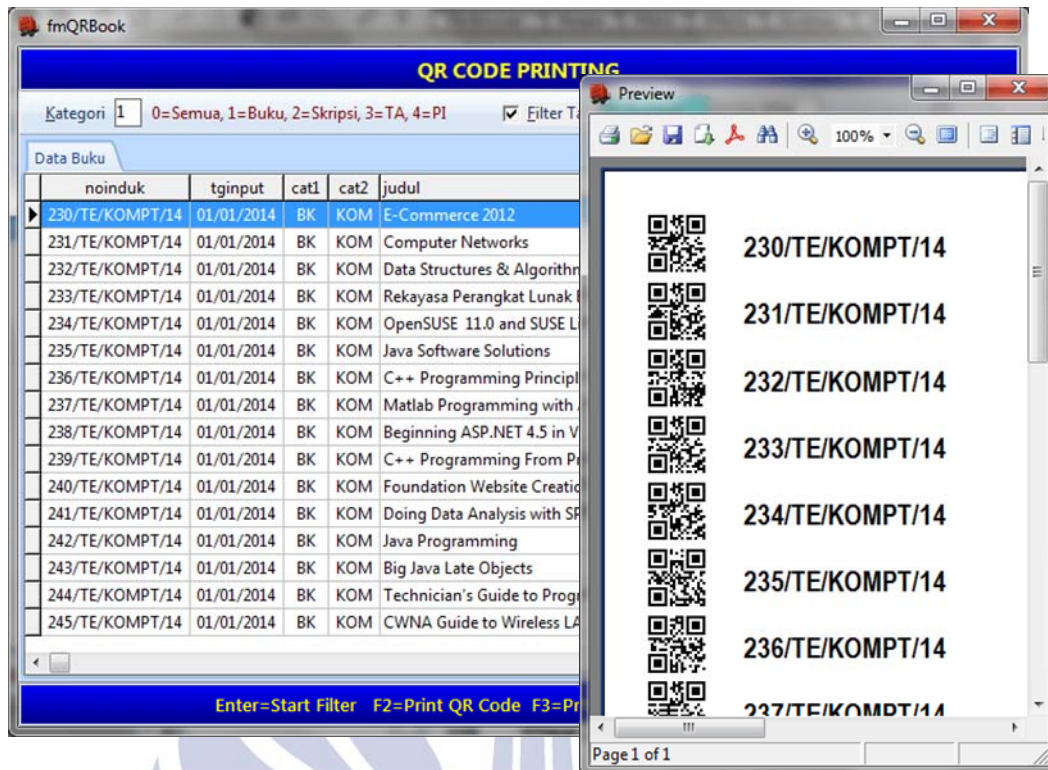 fmQRBook
QR CODE PRINTING
Kategori 1 0=Semua, 1=Buku, 2=Skripsi, 3=TA, 4=PI Filter
Data Buku
noinduk tginput cat1 cat2 judul
230/TE/KOMPT/14 01/01/2014 BK KOM E-Commerce 2012
231/TE/KOMPT/14 01/01/2014 BK KOM Computer Networks
232/TE/KOMPT/14 01/01/2014 BK KOM Data Structures &
233/TE/KOMPT/14 01/01/2014 BK KOM Rekayasa Perangkat Lunak
234/TE/KOMPT/14 01/01/2014 BK KOM OpenSUSE 11.0 and SUSE
235/TE/KOMPT/14 01/01/2014 BK KOM Java Software Solutions
236/TE/KOMPT/14 01/01/2014 BK KOM C++ Programming
237/TE/KOMPT/14 01/01/2014 BK KOM Matlab Programming with
238/TE/KOMPT/14 01/01/2014 BK KOM Beginning ASP.NET 4.5 in
239/TE/KOMPT/14 01/01/2014 BK KOM C++ Programming From
240/TE/KOMPT/14 01/01/2014 BK KOM Foundation Website
241/TE/KOMPT/14 01/01/2014 BK KOM Doing Data Analysis with
242/TE/KOMPT/14 01/01/2014 BK KOM Java Programming
243/TE/KOMPT/14 01/01/2014 BK KOM Big Java Late Objects
244/TE/KOMPT/14 01/01/2014 BK KOM Technician's Guide to
245/TE/KOMPT/14 01/01/2014 BK KOM CWNA Guide to Wireless
Enter=Start Filter F2=Print QR Code
Preview
100%
230/TE/KOMPT/14
231/TE/KOMPT/14
232/TE/KOMPT/14
233/TE/KOMPT/14
234/TE/KOMPT/14
235/TE/KOMPT/14
236/TE/KOMPT/14
237/TE/KOMPT/14
Page 1 of 1